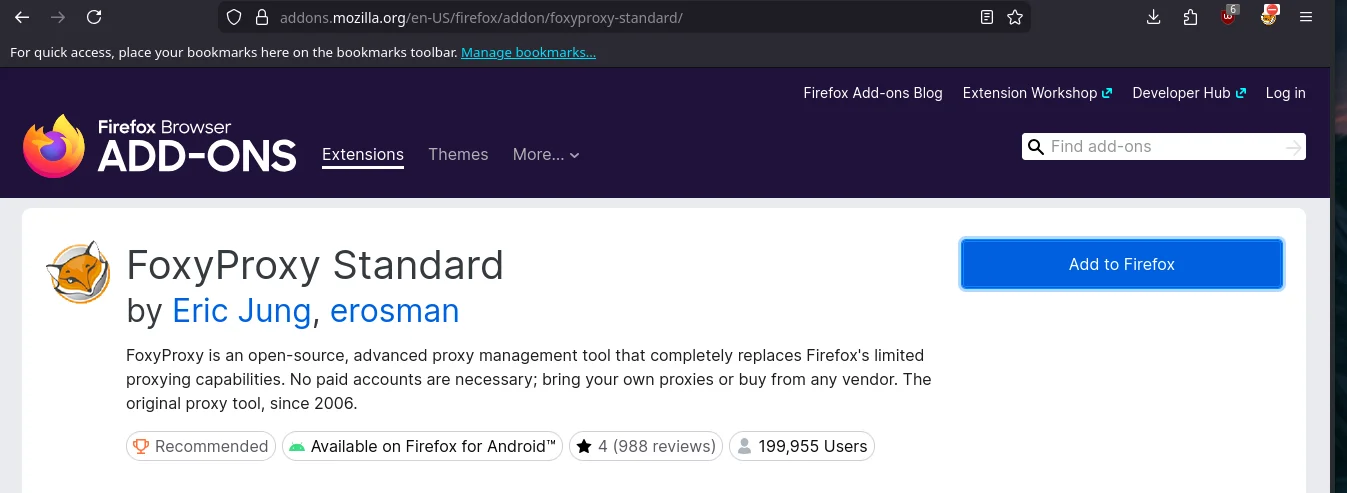 addons.mozilla.org/en-US/firefox/addon/foxyproxy-standard/
6
For quick access, place your bookmarks here on the bookmarks toolbar. Manage bookmarks...
Firefox Add-ons Blog Extension Workshop Developer Hub Log in
Firefox Browser
ADD-ONS
Extensions Themes More... Find add-ons
FoxyProxy Standard
Add to Firefox
by Eric Jung, erosman
FoxyProxy is an open-source, advanced proxy management tool that completely replaces Firefox's limited
proxying capabilities. No paid accounts are necessary; bring your own proxies or buy from any vendor. The
original proxy tool, since 2006.
Recommended Available on Firefox for Android™ 4 (988 reviews) 199,955 Users